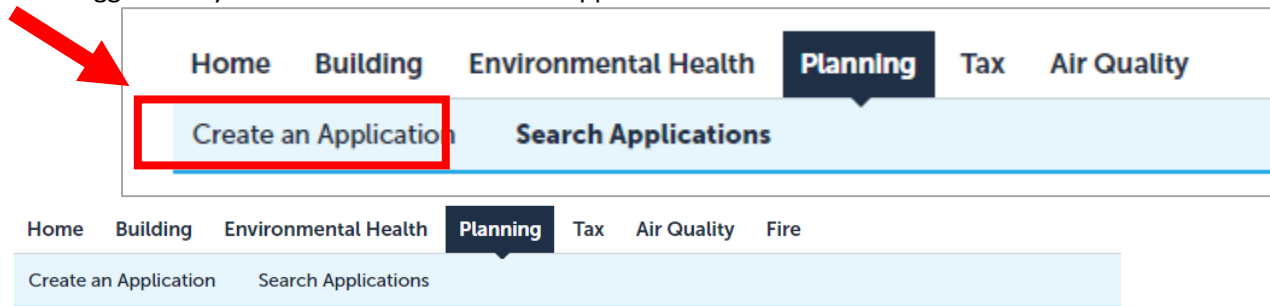 Home Building Environmental Health Planning Tax Air Quality
Create an Application Search Applications
Home Building Environmental Health Planning Tax Air Quality Fire
Create an Application Search Applications